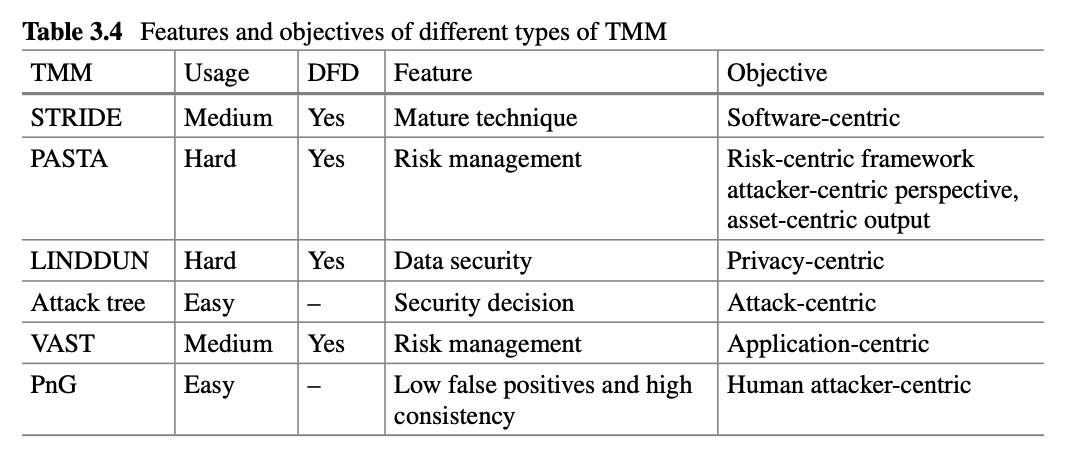 Table 3.4 Features and objectives of different types of TMM
TMM Usage DFD Feature Objective
STRIDE Medium Yes Mature technique Software-centric
PASTA Hard Yes Risk management Risk-centric framework
attacker-centric perspective,
asset-centric output
LINDDUN Hard Yes Data security Privacy-centric
Attack tree Easy – Security decision Attack-centric
VAST Medium Yes Risk management Application-centric
PnG Easy – Low false positives and high Human attacker-centric
consistency